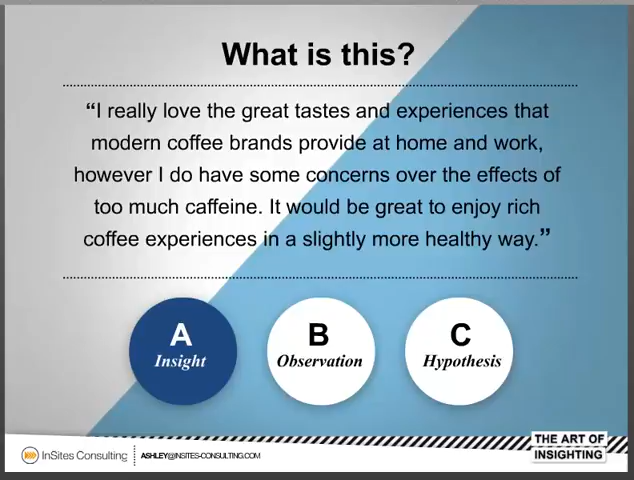 What is this?
“I really love the great tastes and experiences that
modern coffee brands provide at home and work,
however I do have some concerns over the effects of
too much caffeine. It would be great to enjoy rich
coffee experiences in a slightly more healthy way.”
A
Insight
B
Observation
C
Hypothesis
InSites Consulting
ASHLEY@INSITES-CONSULTING.COM
THE ART OF
INSIGHTING